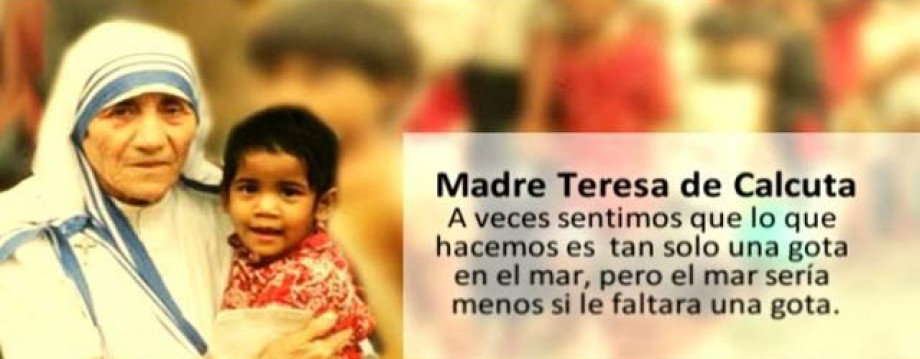 Madre Teresa de Calcuta
A veces sentimos que lo que
hacemos es tan solo una gota
en el mar, pero el mar sería
menos si le faltara una gota.